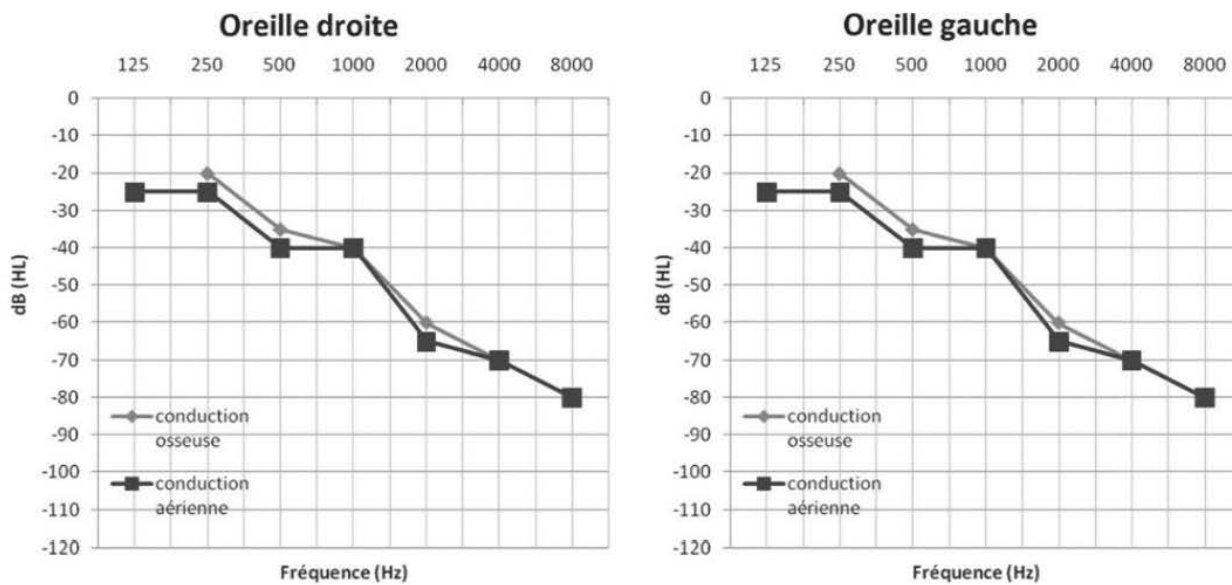 Oreille droite
125 250 500 1000 2000 4000 8000
0
-10
-20
-30
-40
-50
-60
-70
-80
-90
-100
-110
-120
dB (HL)
conduction
osseuse
conduction
aérienne
Fréquence (Hz)
Oreille gauche
125 250 500 1000 2000 4000 8000
0
-10
-20
-30
-40
-50
-60
-70
-80
-90
-100
-110
-120
dB (HL)
conduction
osseuse
conduction
aérienne
Fréquence (Hz)